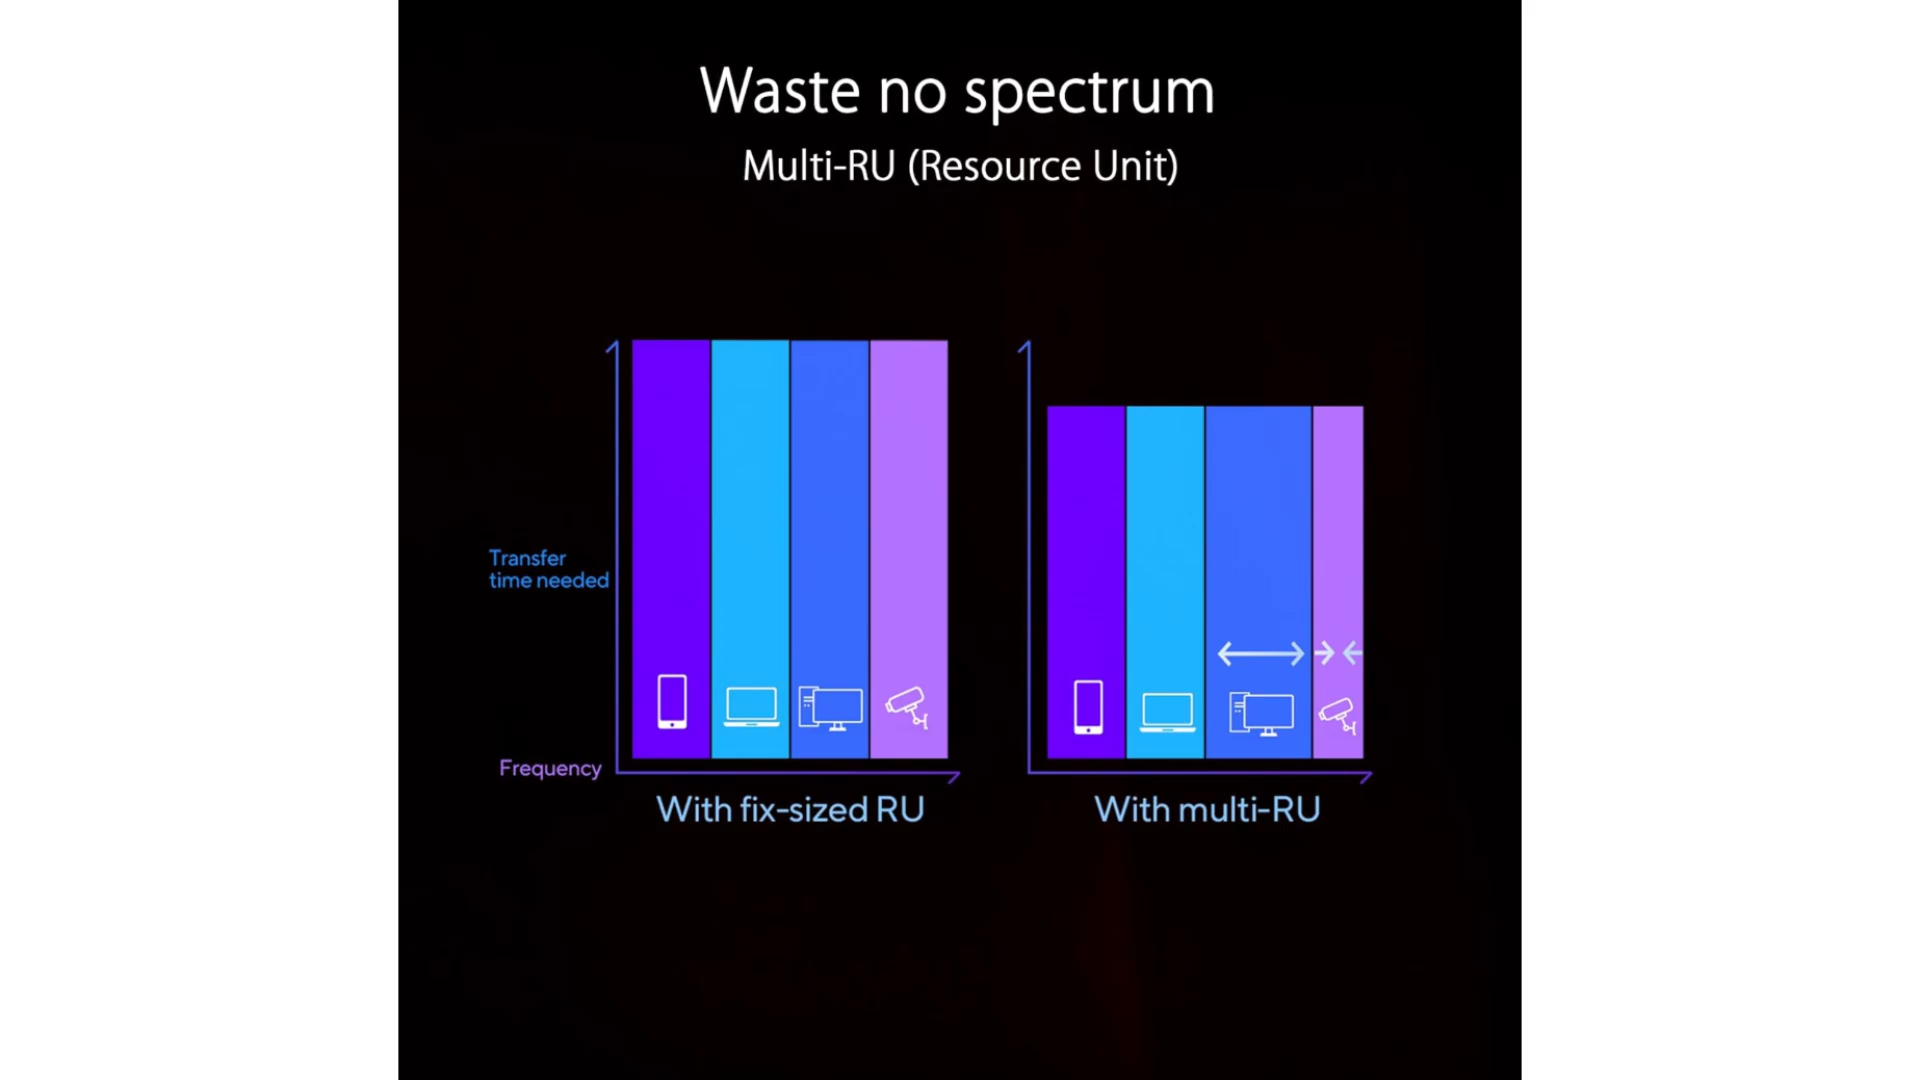 Waste no spectrum
Multi-RU (Resource Unit)
Transfer
time needed
Frequency
With fix-sized RU
With multi-RU